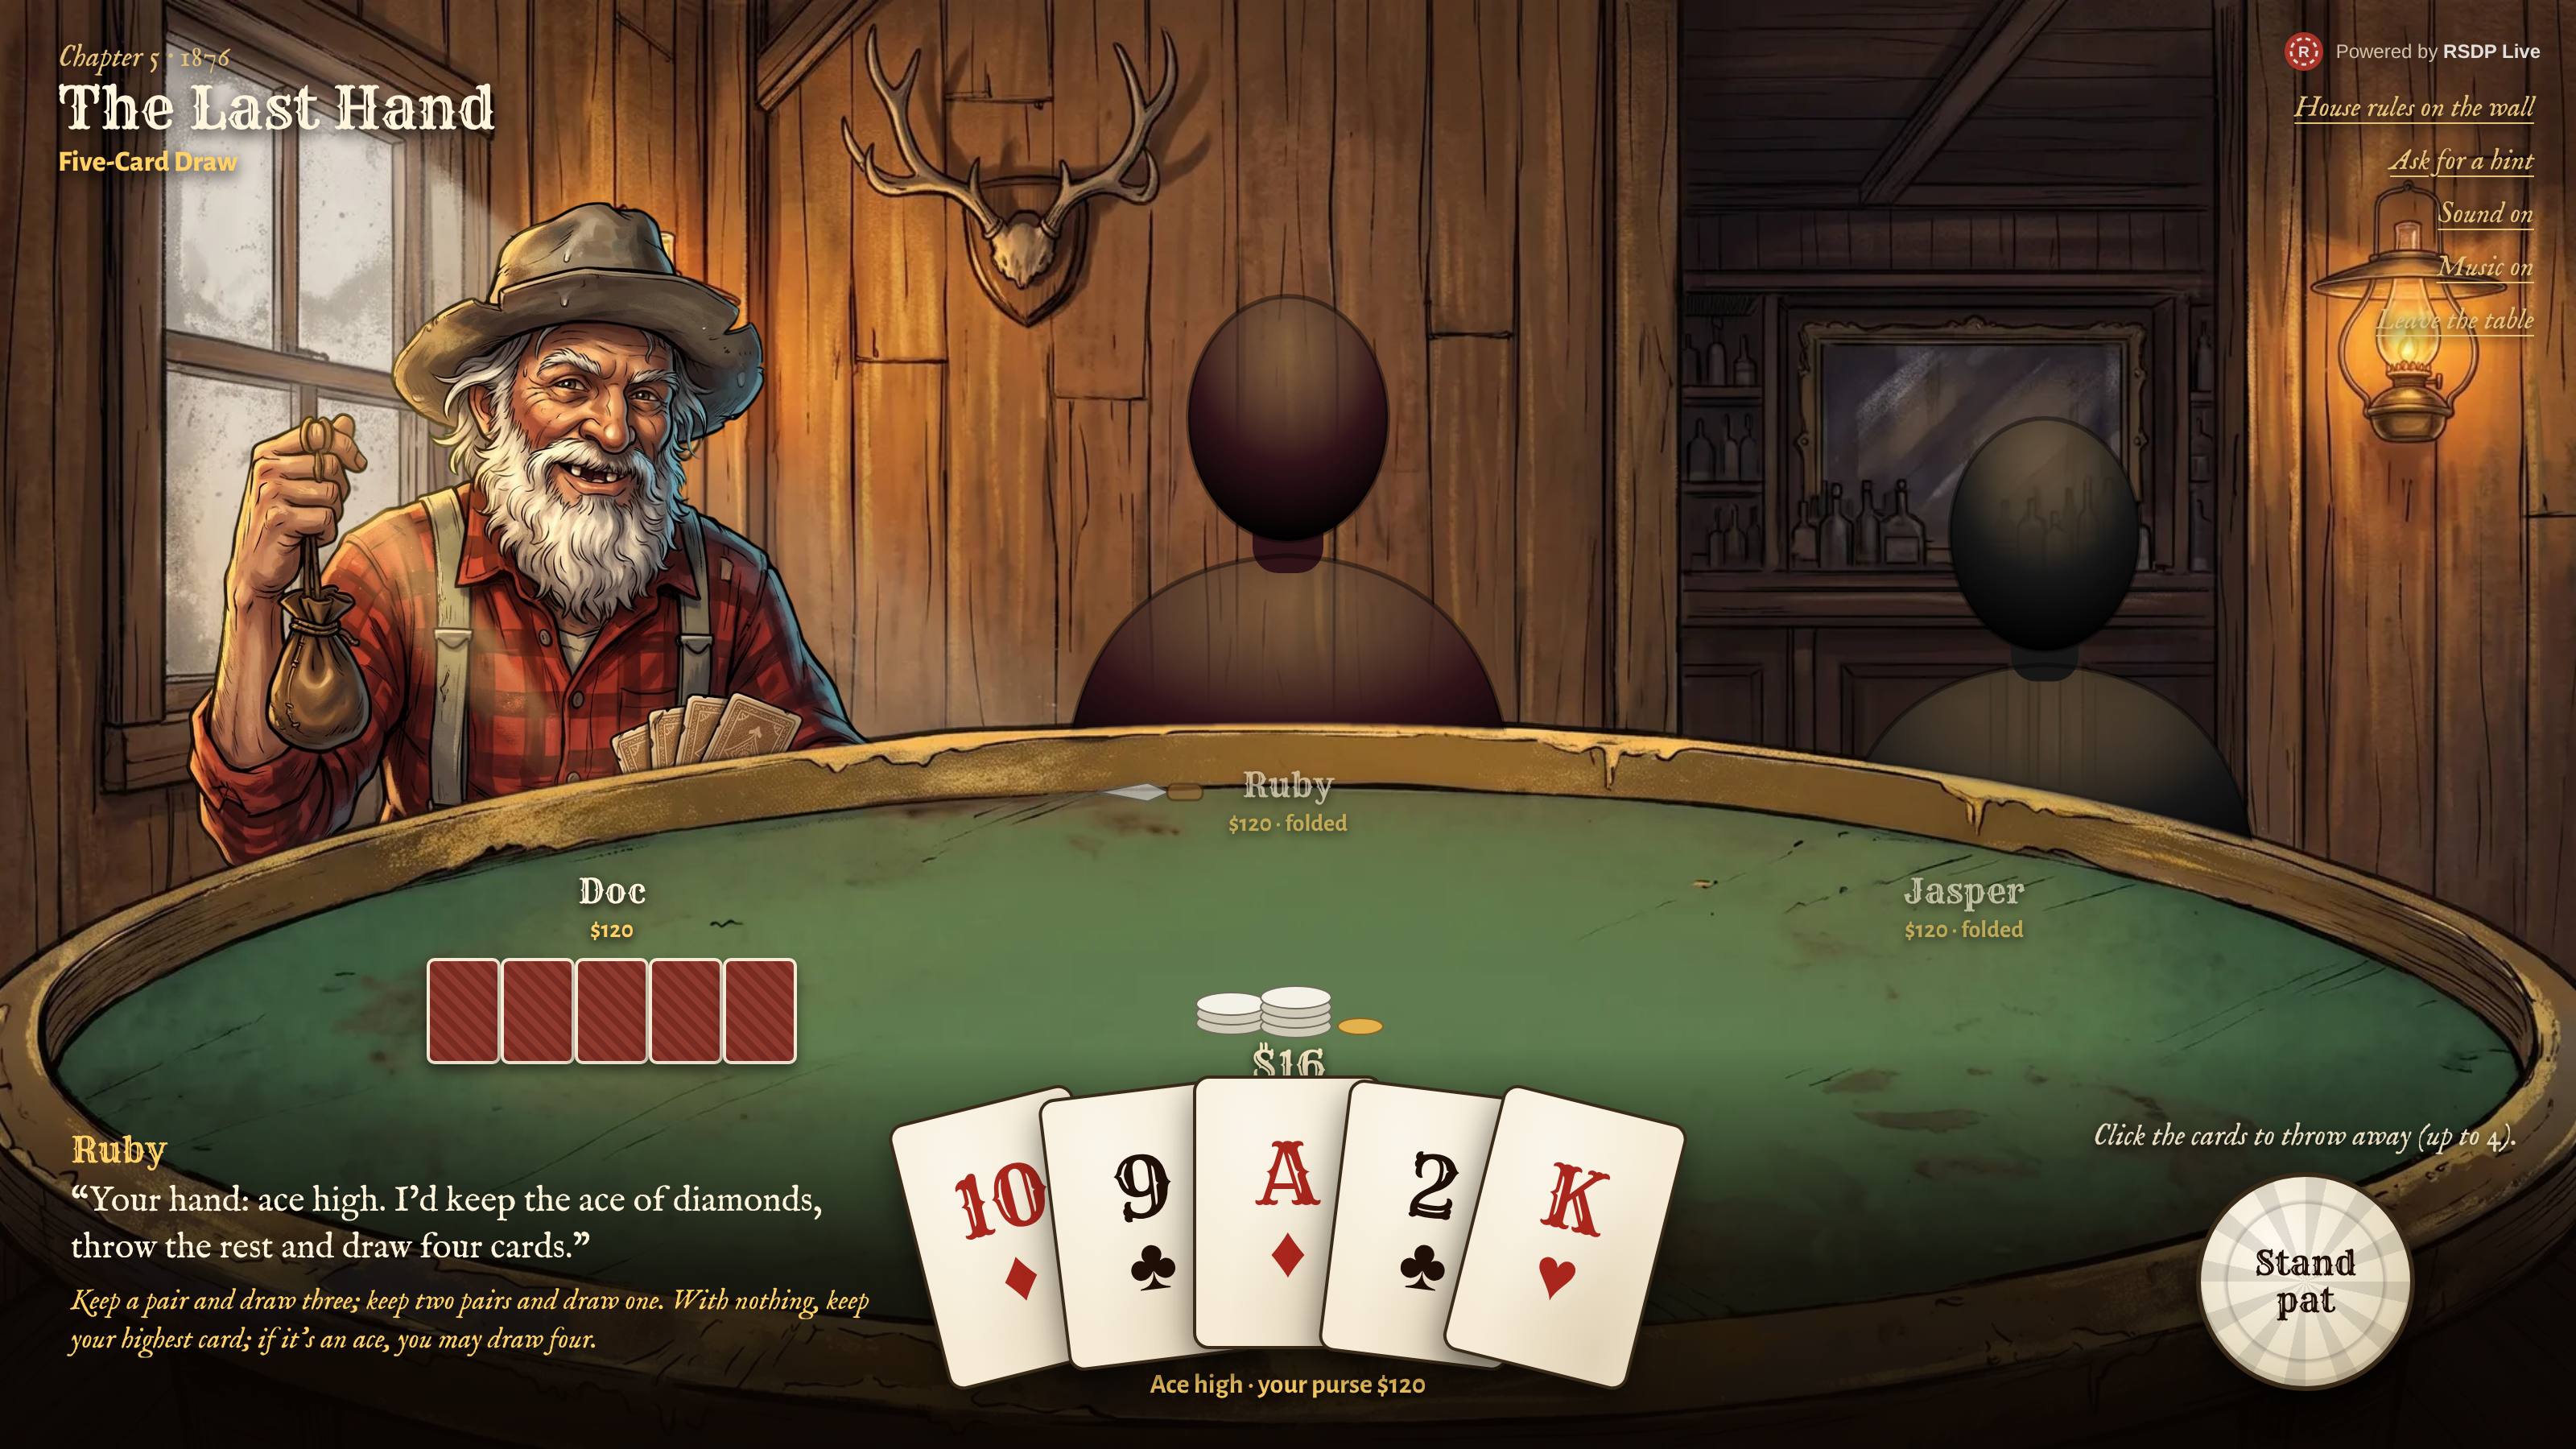 Chapter 5 · 1876
The Last Hand
Five-Card Draw
R
Powered by RSDP Live
House rules on the wall
Ask for a hint
Sound on
Music on
Leave the table
Ruby
$120 · folded
Doc
$120
Jasper
$120 · folded
$16
10
9
A
2
K
Ruby
“Your hand: ace high. I’d keep the ace of diamonds,
throw the rest and draw four cards.”
Keep a pair and draw three; keep two pairs and draw one. With nothing, keep
your highest card; if it’s an ace, you may draw four.
Click the cards to throw away (up to 4).
Stand
pat
Ace high · your purse $120